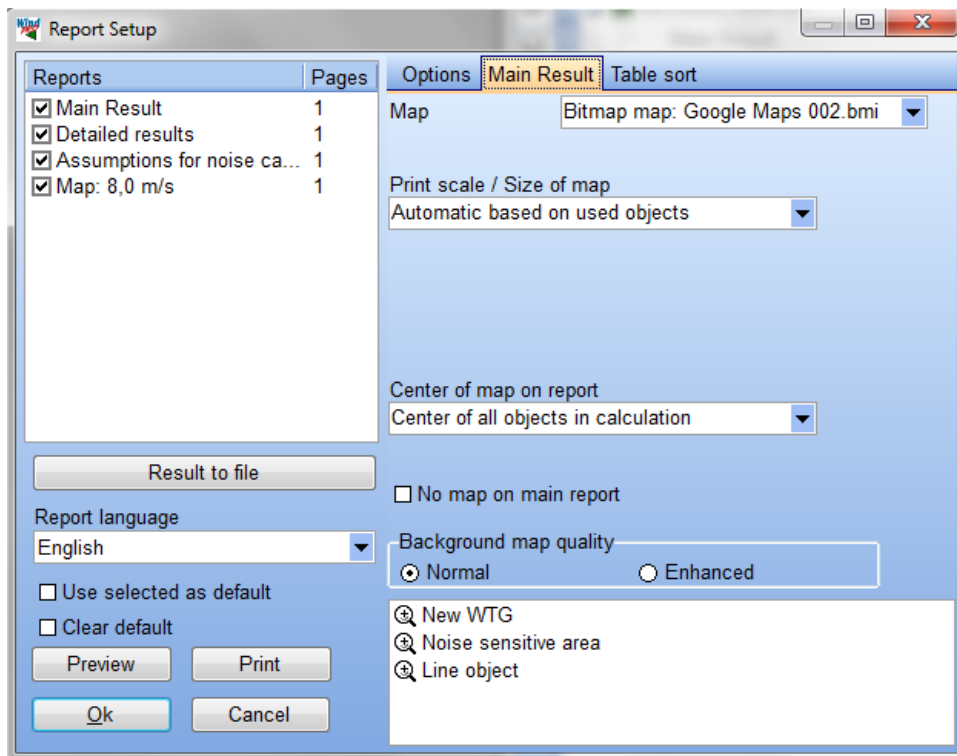 Wind
Report Setup
Reports Pages
Main Result 1
Detailed results 1
Assumptions for noise ca... 1
Map: 8,0 m/s 1
Result to file
Report language
English
Use selected as default
Clear default
Preview Print
Ok Cancel
Options Main Result Table sort
Map Bitmap map: Google Maps 002.bmi
Print scale / Size of map
Automatic based on used objects
Center of map on report
Center of all objects in calculation
No map on main report
Background map quality
Normal Enhanced
New WTG
Noise sensitive area
Line object